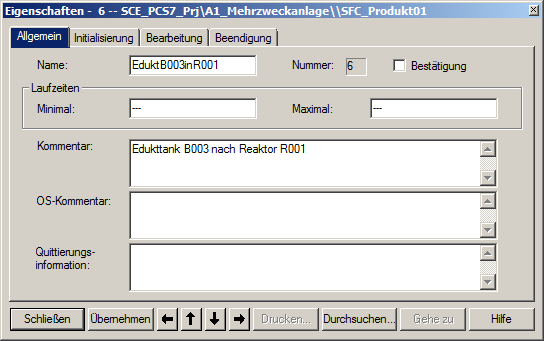 Eigenschaften - 6 -- SCE_PCS7_Prj\A1_Mehrzweckanlage\\SFC_Produkt01
Allgemein Initialisierung Bearbeitung Beendigung
Name: EduktB003inR001 Nummer: 6 Bestätigung
Laufzeiten
Minimal: --- Maximal: ---
Kommentar: Edukttank B003 nach Reaktor R001
OS-Kommentar:
Quittierungs-
information:
Schließen Übernehmen Drucken... Durchsuchen... Gehe zu Hilfe